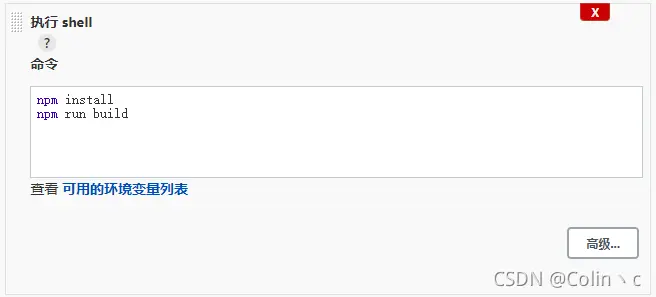 执行 shell
X
?
命令
npm install
npm run build
查看 可用的环境变量列表
高级...
CSDN @Colin丶c